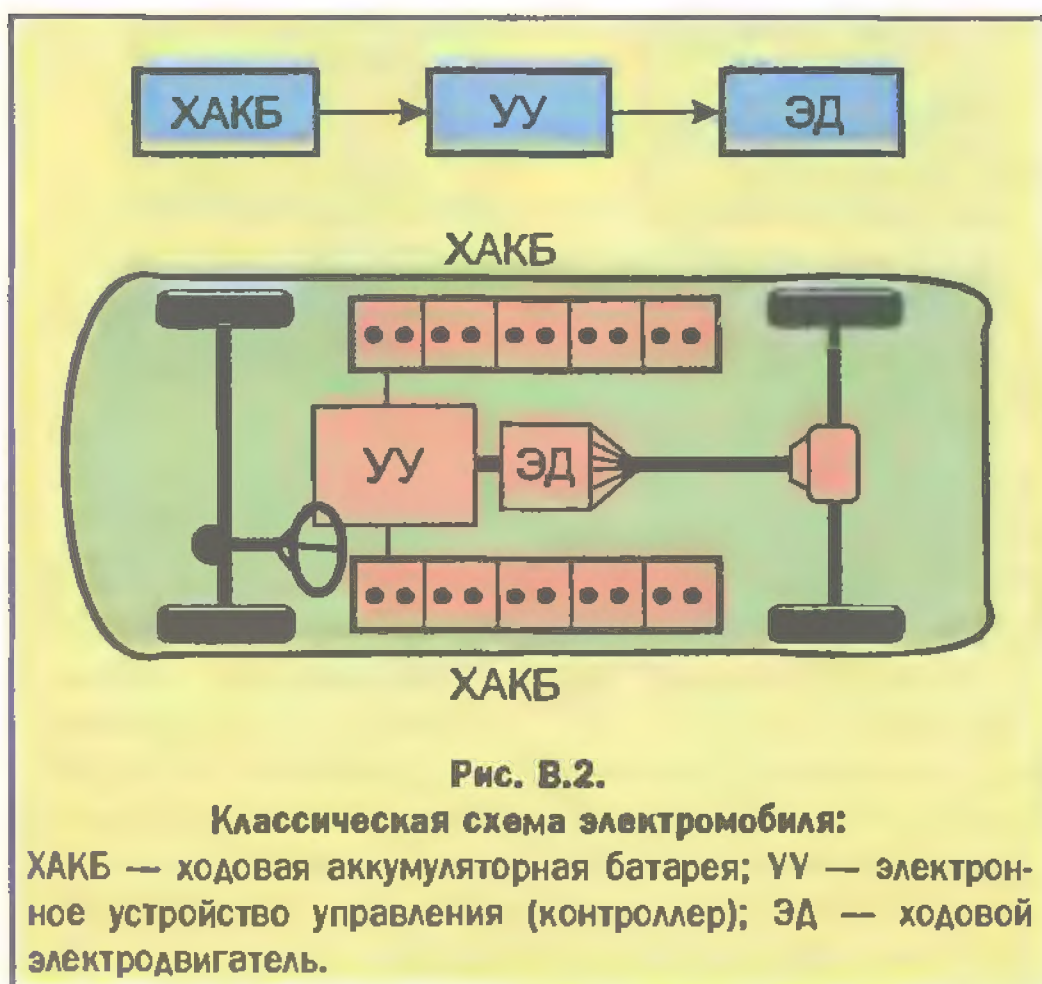 ХАКБ УУ ЭД
ХАКБ
УУ ЭД
ХАКБ
Рис. В.2.
Классическая схема электромобиля:
ХАКБ — ходовая аккумуляторная батарея; УУ — электрон-
ное устройство управления (контроллер); ЭД — ходовой
электродвигатель.